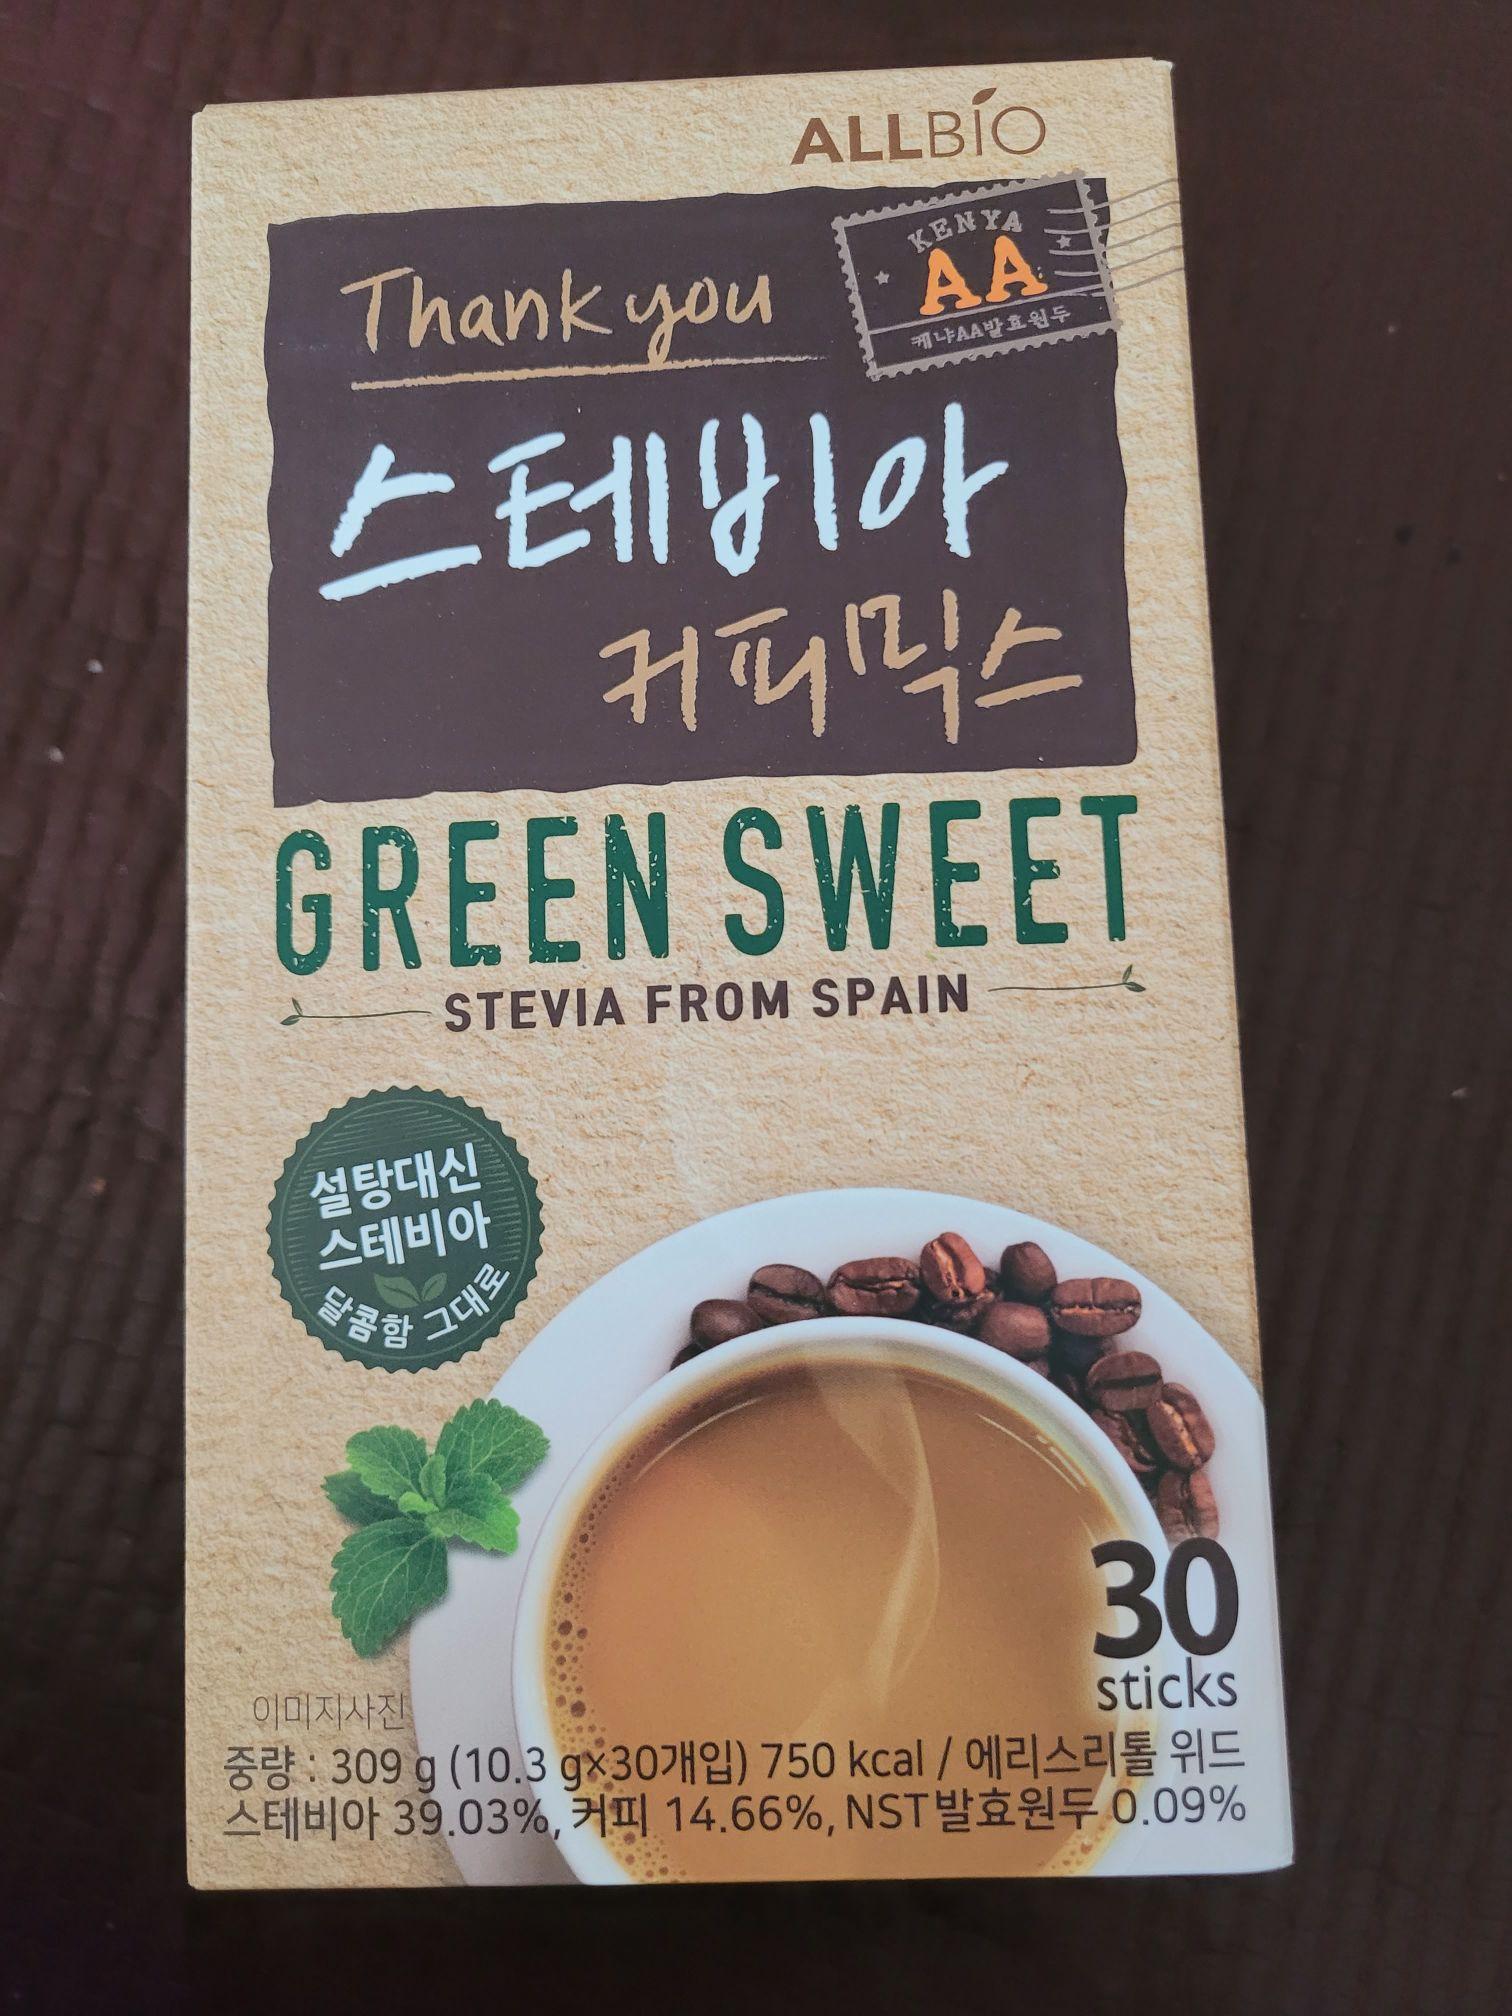 ALLBIO
KENYA
AA
케냐AA발효원두
Thank you
스테비아
커피믹스
GREEN SWEET
STEVIA FROM SPAIN
설탕대신
스테비아
달콤함 그대로
30
sticks
이미지사진
중량 : 309 g (10.3 g×30개입) 750 kcal / 에리스리톨 위드
스테비아 39.03%, 커피 14.66%, NST발효원두 0.09%